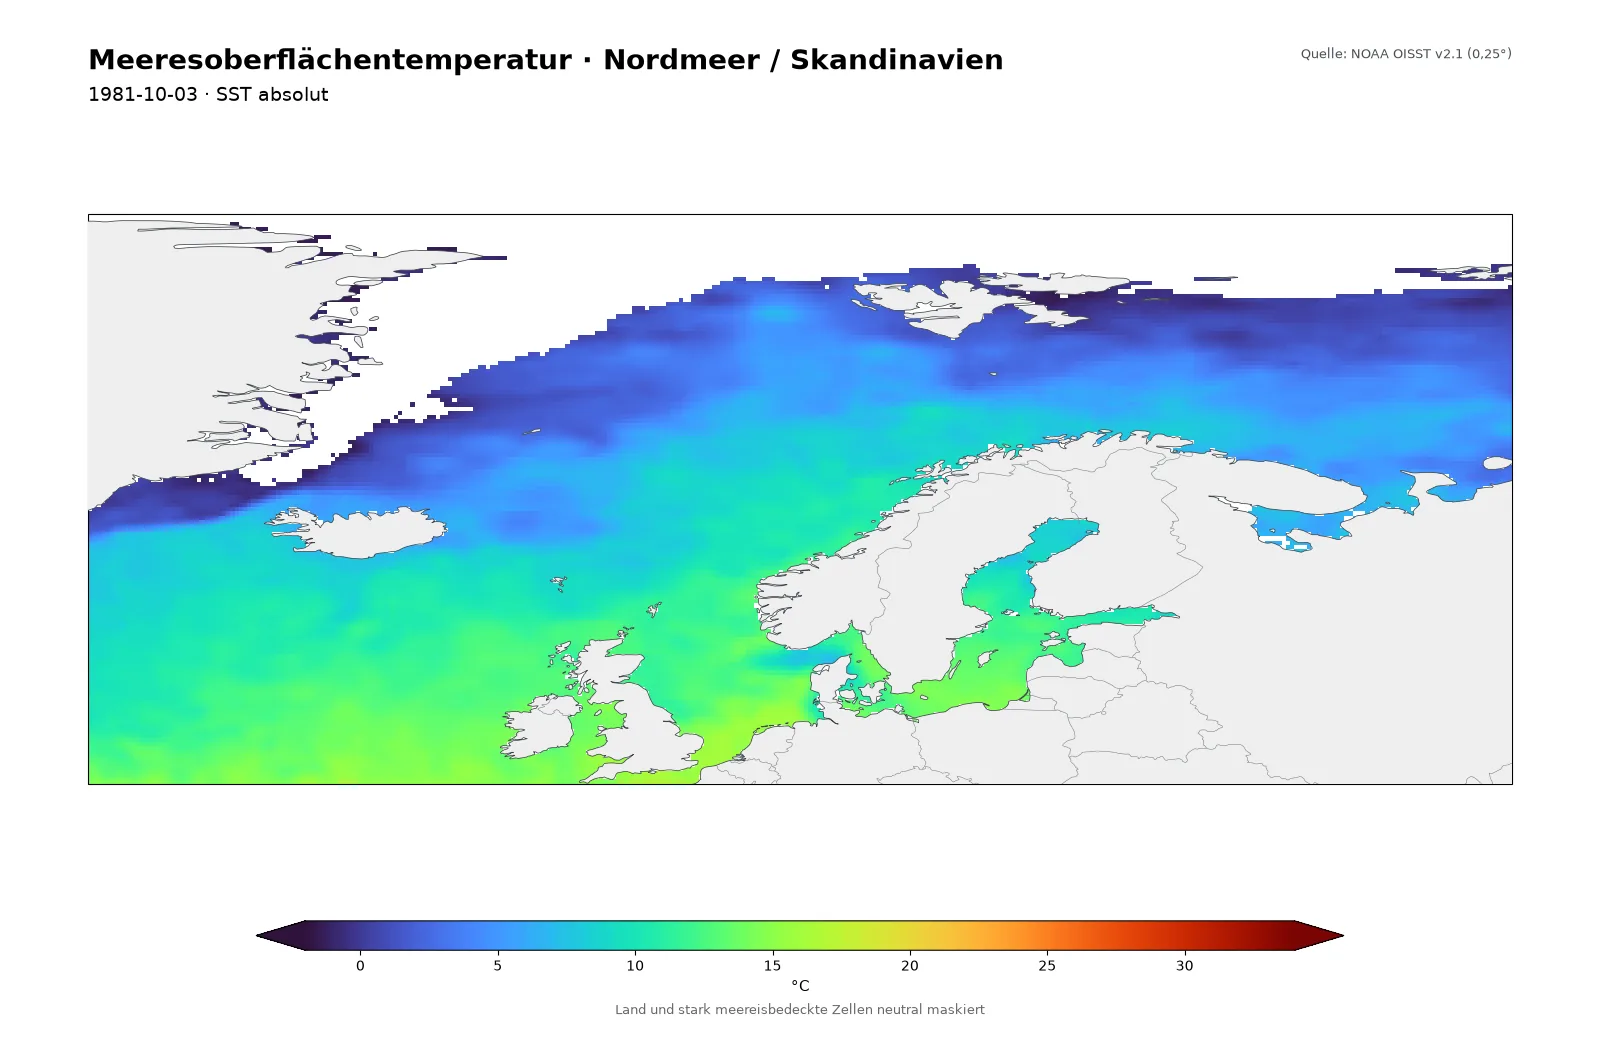 Meeresoberflächentemperatur · Nordmeer / Skandinavien
Quelle: NOAA OISST v2.1 (0,25°)
1981-10-03 · SST absolut
0 5 10 15 20 25 30
°C
Land und stark meereisbedeckte Zellen neutral maskiert